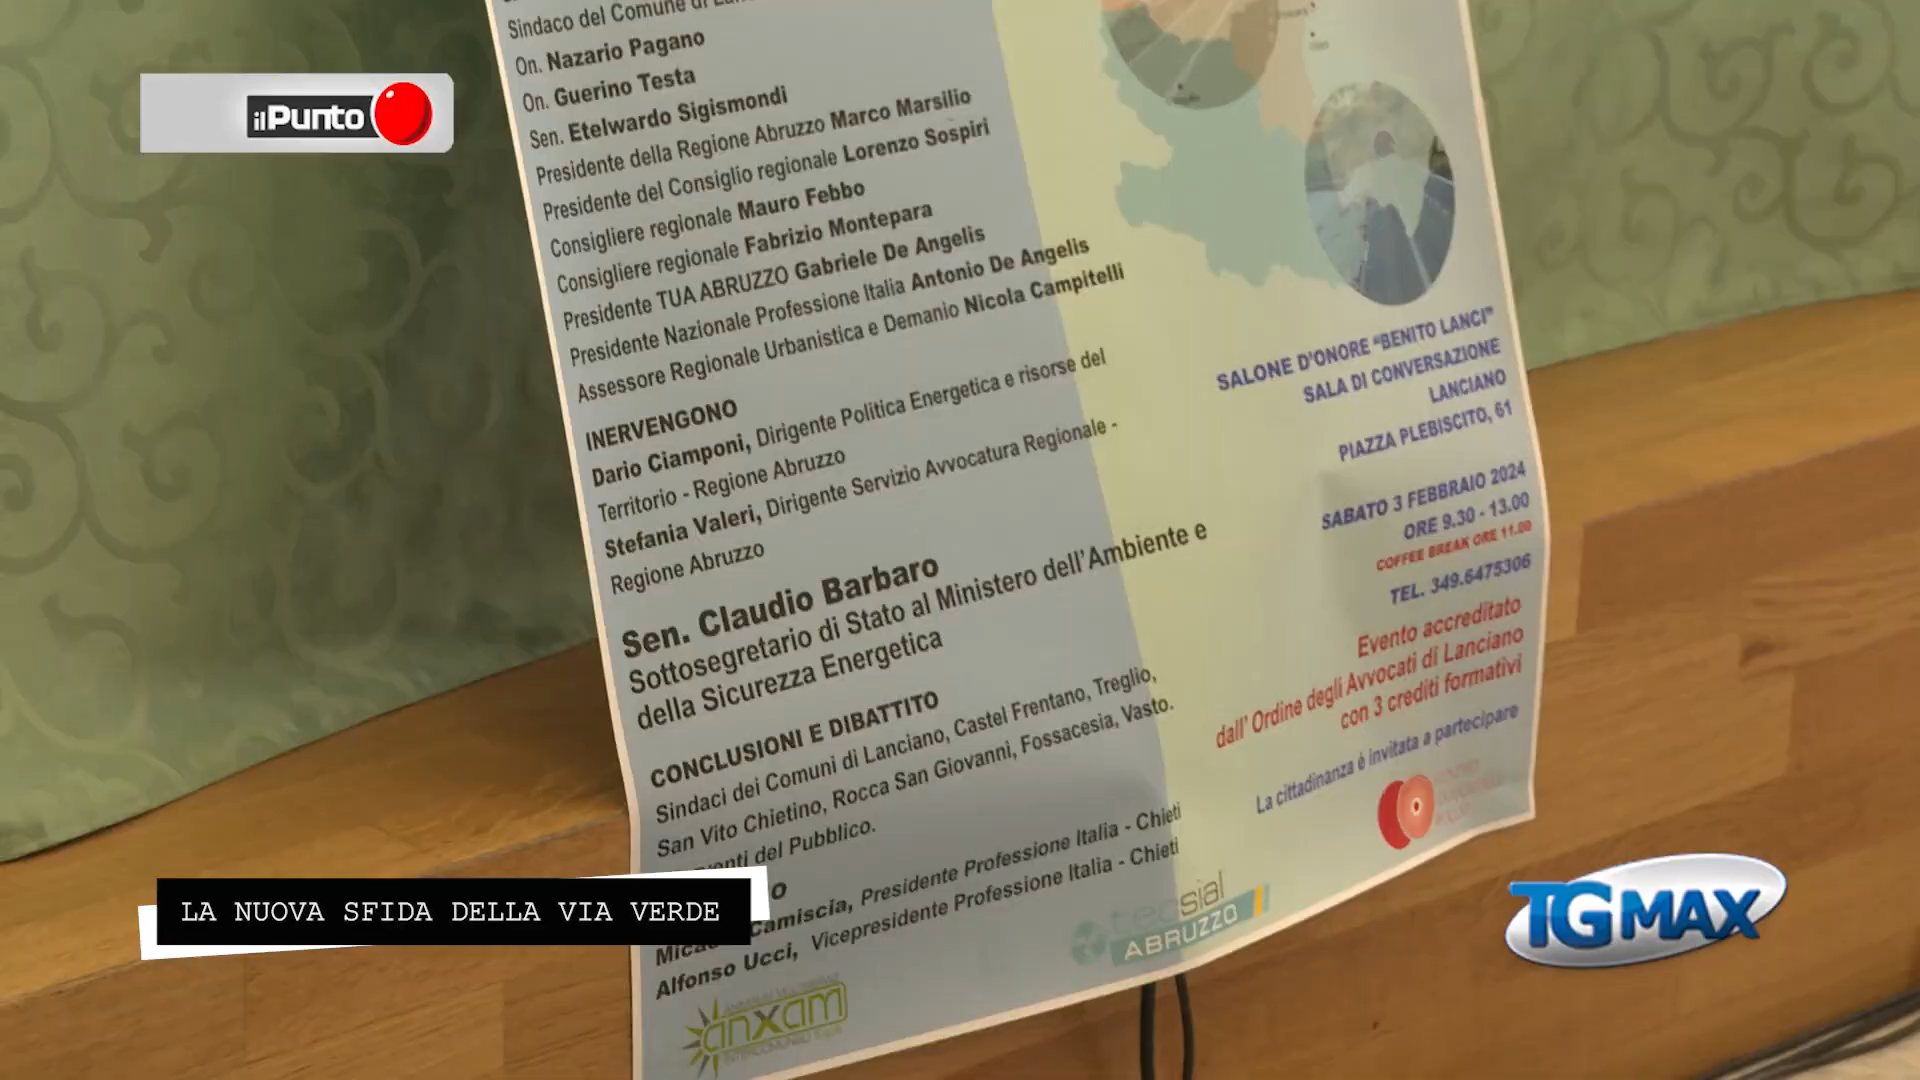 Sindaco del Comune di
On. Nazario Pagano
On. Guerino Testa
Sen. Etelwardo Sigismondi
Presidente della Regione Abruzzo Marco Marsilio
Presidente del Consiglio regionale Lorenzo Sospiri
Consigliere regionale Mauro Febbo
Consigliere regionale Fabrizio Montepara
Presidente TUA ABRUZZO Gabriele De Angelis
Presidente Nazionale Professione Italia Antonio De Angelis
Assessore Regionale Urbanistica e Demanio Nicola Campitelli
INERVENGONO
Dario Ciamponi, Dirigente Politica Energetica e risorse del
Territorio - Regione Abruzzo
Stefania Valeri, Dirigente Servizio Avvocatura Regionale -
Regione Abruzzo
Sen. Claudio Barbaro
Sottosegretario di Stato al Ministero dell'Ambiente e
della Sicurezza Energetica
CONCLUSIONI E DIBATTITO
Sindaci dei Comuni di Lanciano, Castel Frentano, Treglio,
San Vito Chietino, Rocca San Giovanni, Fossacesia, Vasto.
del Pubblico.
Camiscia, Presidente Professione Italia - Chieti
Alfonso Ucci, Vicepresidente Professione Italia - Chieti
anxam
SALONE D'ONORE "BENITO LANCI"
SALA DI CONVERSAZIONE
LANCIANO
PIAZZA PLEBISCITO, 61
SABATO 3 FEBBRAIO 2024
ORE 9.30 - 13.00
COFFEE BREAK ORE 11.00
TEL. 349.6475306
Evento accreditato
dall' Ordine degli Avvocati di Lanciano
con 3 crediti formativi
La cittadinanza è invitata a partecipare
ABRUZZO
ilPunto
LA NUOVA SFIDA DELLA VIA VERDE
TG MAX